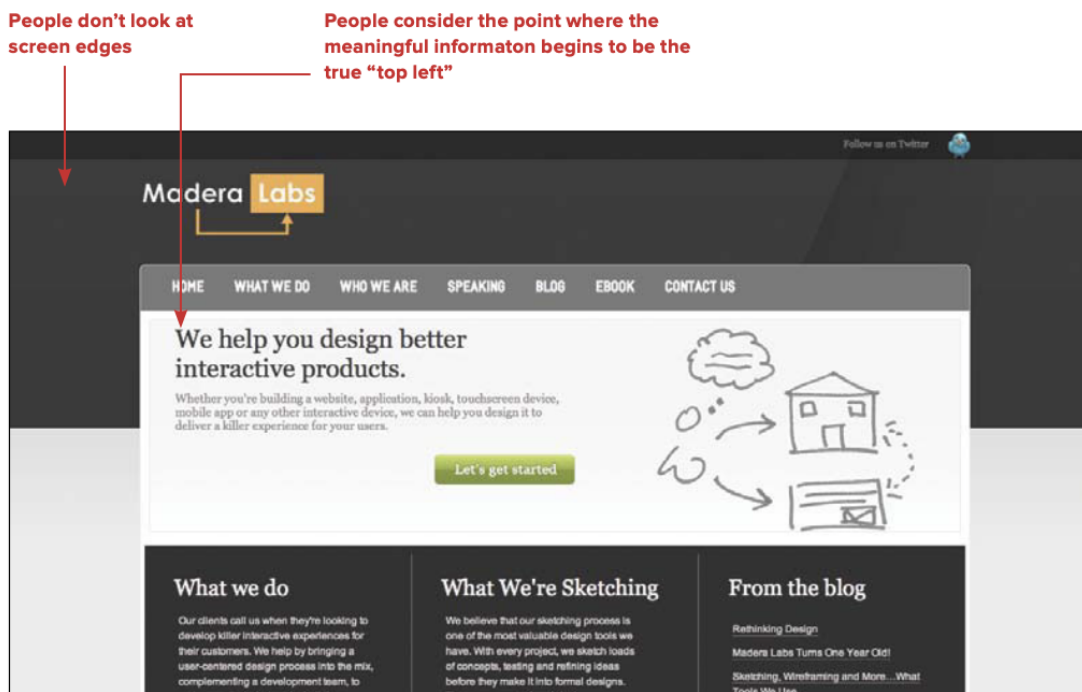 People don't look at
screen edges
People consider the point where the
meaningful informaton begins to be the
true “top left”
Follow us on Twitter
Madera Labs
HOME WHAT WE DO WHO WE ARE SPEAKING BLOG EBOOK CONTACT US
We help you design better
interactive products.
Whether you're building a website, application, kiosk, touchscreen device,
mobile app or any other interactive device, we can help you design it to
deliver a killer experience for your users.
Let's get started
What we do
Our clients call us when they're looking to
develop killer interactive experiences for
their customers. We help by bringing a
user-centered design process into the mix,
complementing a development team, to
What We're Sketching
We believe that our sketching process is
one of the most valuable design tools we
have. With every project, we sketch loads
of concepts, testing and refining ideas
before they make it into formal designs.
From the blog
Rethinking Design
Madera Labs Turns One Year Old!
Sketching, Wireframing and More...What
Tools We Use